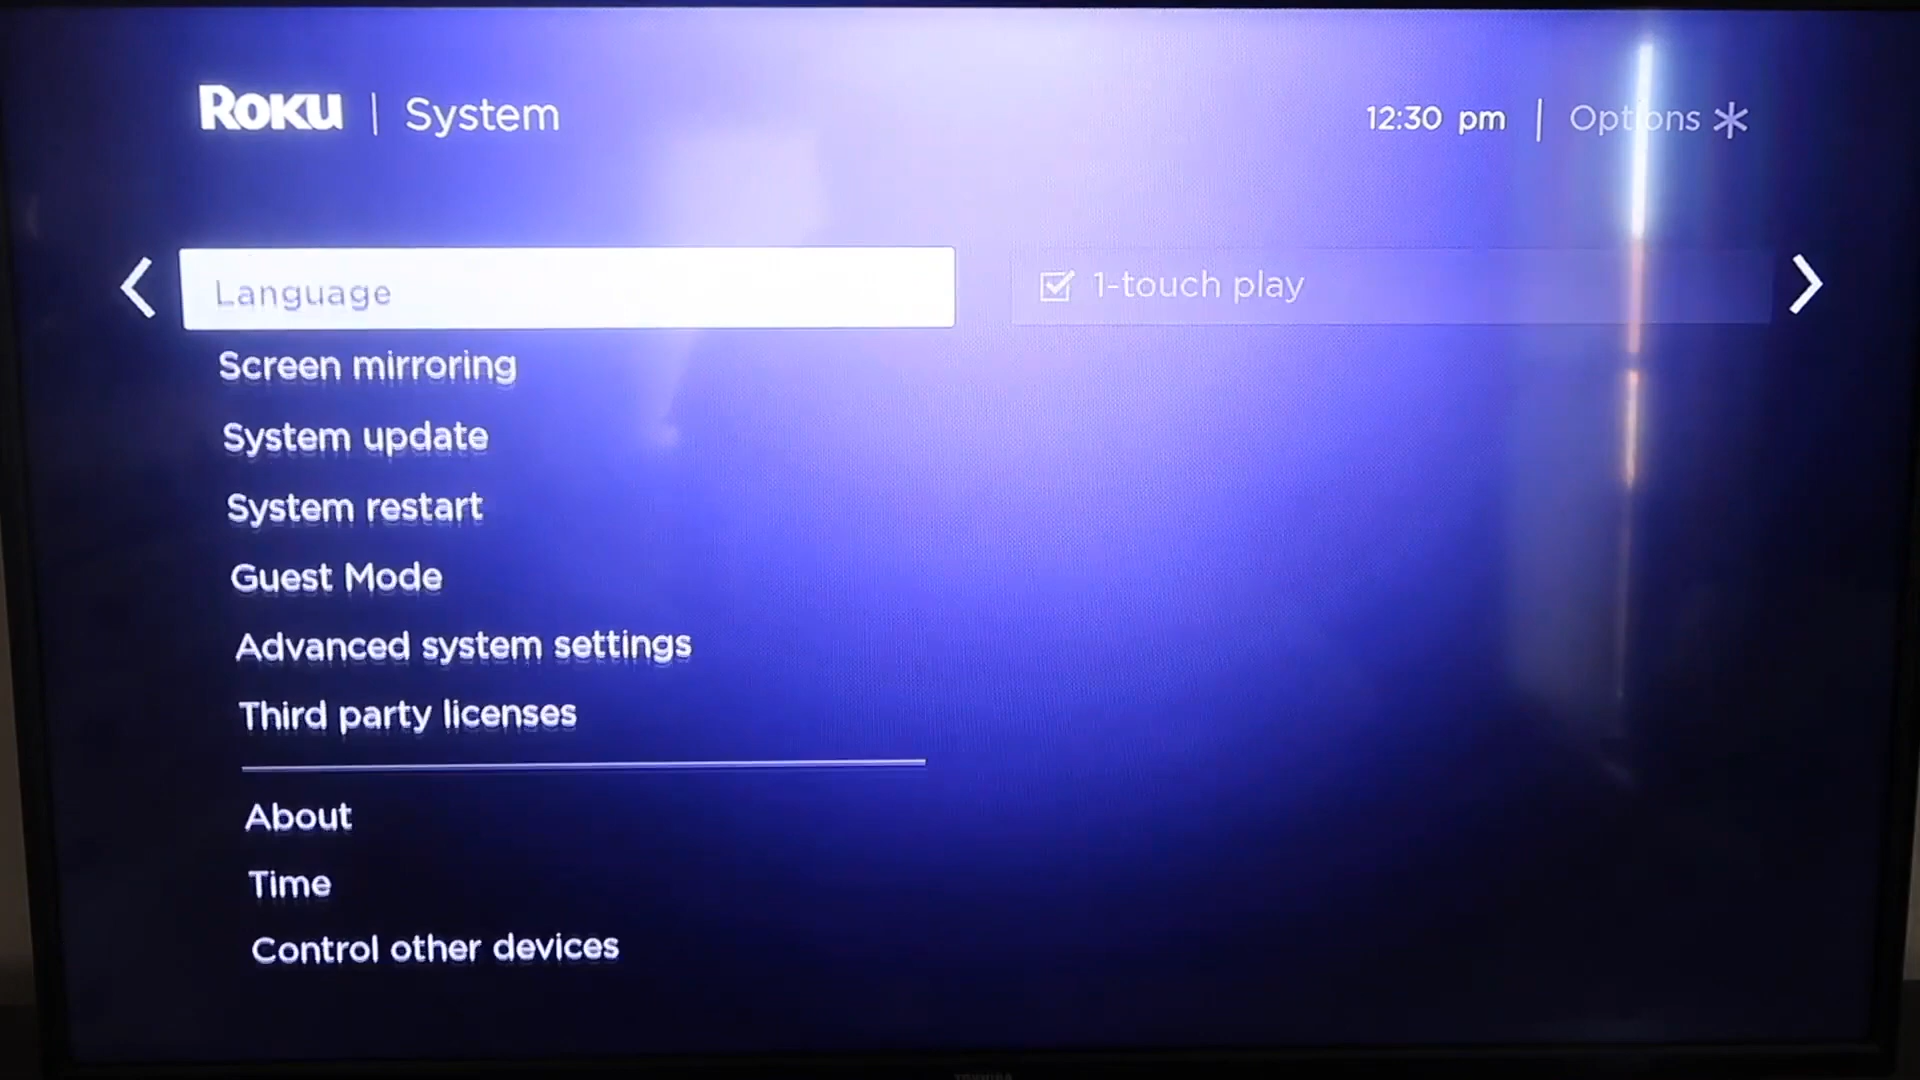 Roku | System
12:30 pm | Options
Language
1-touch play
Screen mirroring
System update
System restart
Guest Mode
Advanced system settings
Third party licenses
About
Time
Control other devices